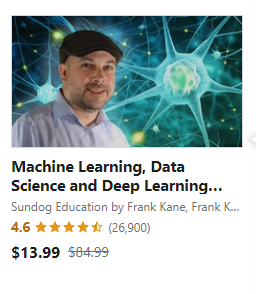 Machine Learning, Data
Science and Deep Learning...
Sundog Education by Frank Kane, Frank K...
4.6 (26,900)
$13.99 $84.99